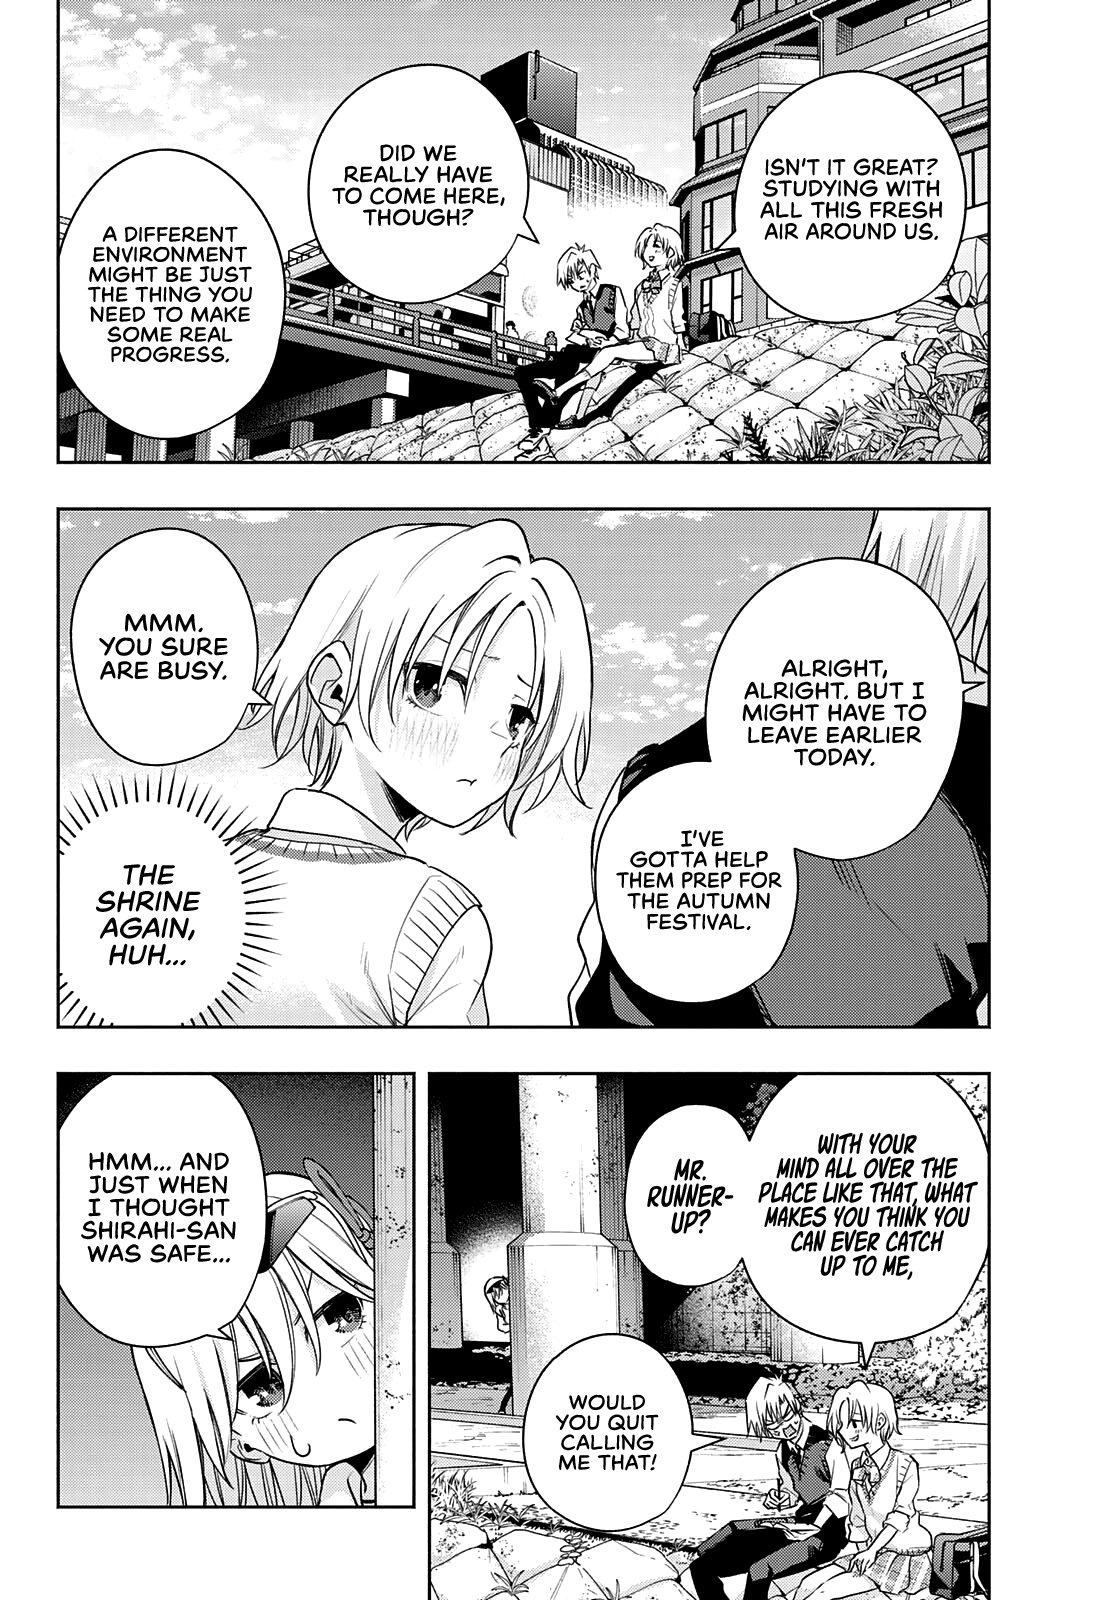 ISN'T IT GREAT?
STUDYING WITH
ALL THIS FRESH
AIR AROUND US.
DID WE
REALLY HAVE
TO COME HERE,
THOUGH?
A DIFFERENT
ENVIRONMENT
MIGHT BE JUST
THE THING YOU
NEED TO MAKE
SOME REAL
PROGRESS.
ALRIGHT,
ALRIGHT. BUT I
MIGHT HAVE TO
LEAVE EARLIER
TODAY.
I'VE
GOTTA HELP
THEM PREP FOR
THE AUTUMN
FESTIVAL.
MMM.
YOU SURE
ARE BUSY.
THE
SHRINE
AGAIN,
HUH...
WITH YOUR
MIND ALL OVER THE
PLACE LIKE THAT, WHAT
MAKES YOU THINK YOU
CAN EVER CATCH
UP TO ME,
MR.
RUNNER-
UP?
WOULD
YOU QUIT
CALLING
ME THAT!
HMM... AND
JUST WHEN
I THOUGHT
SHIRAHI-SAN
WAS SAFE...